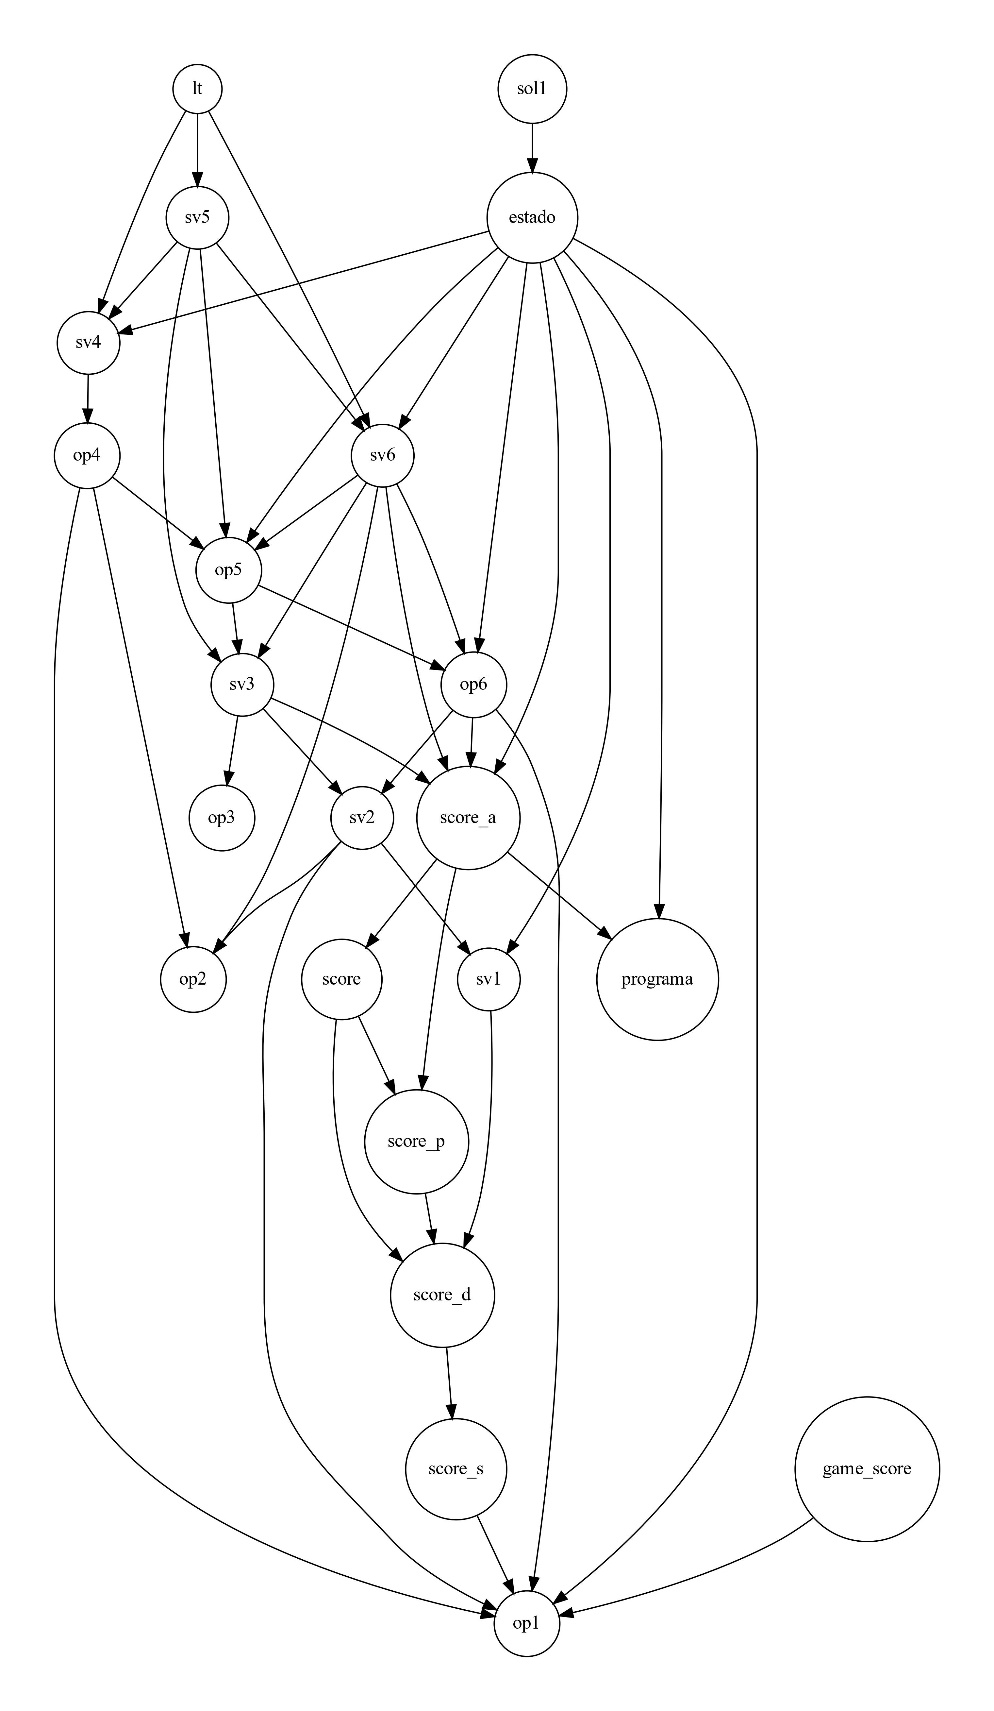 lt
sol1
sv5
estado
sv4
op4
sv6
op5
sv3
op6
op3
sv2
score_a
op2
score
sv1
programa
score_p
score_d
score_s
game_score
op1